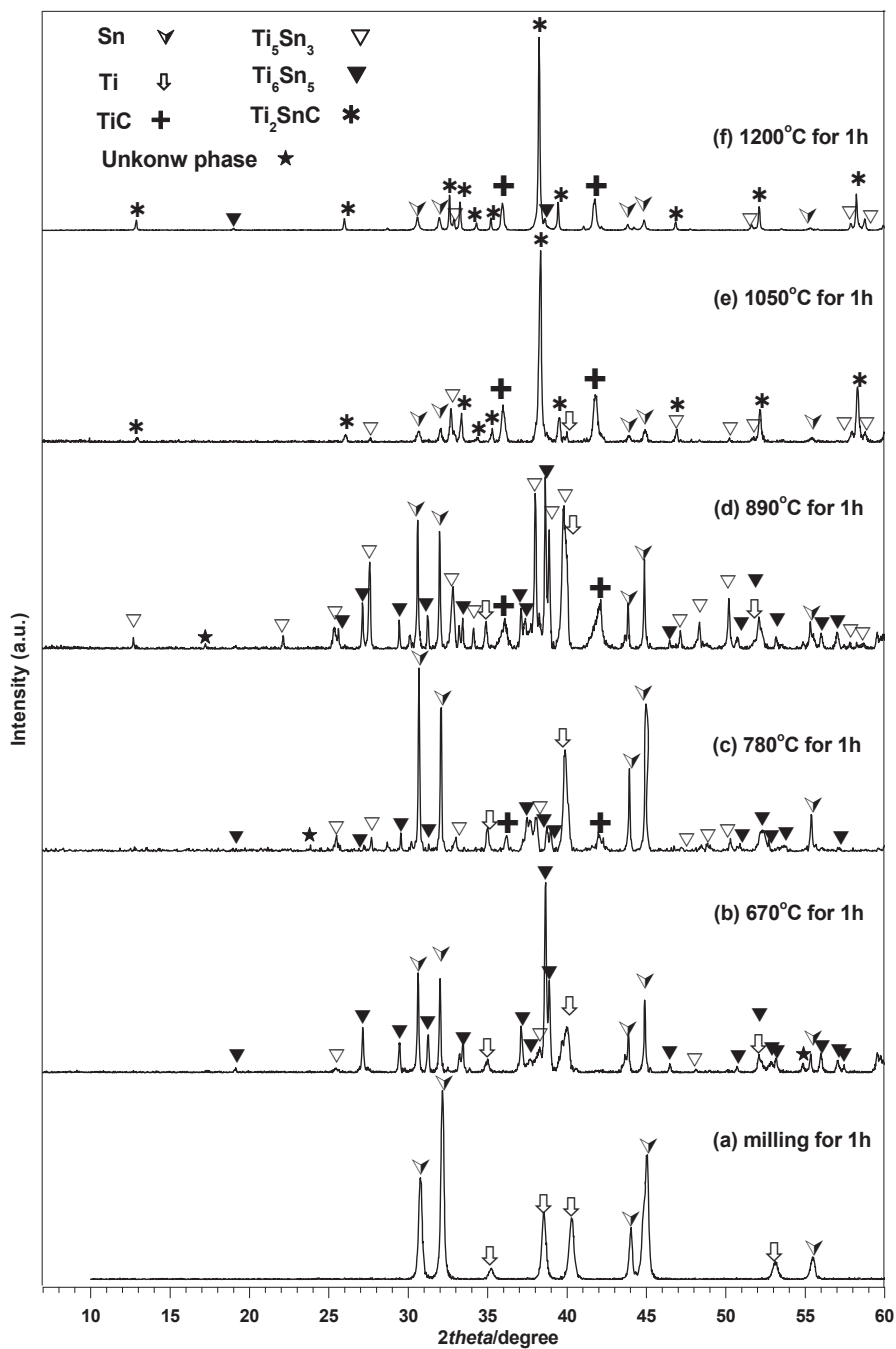 Sn Ti₅Sn₃
Ti Ti₆Sn₅
TiC Ti₂SnC
Unkonw phase
(f) 1200°C for 1h
(e) 1050°C for 1h
(d) 890°C for 1h
(c) 780°C for 1h
(b) 670°C for 1h
(a) milling for 1h
Intensity (a.u.)
10 15 20 25 30 35 40 45 50 55 60
2theta/degree